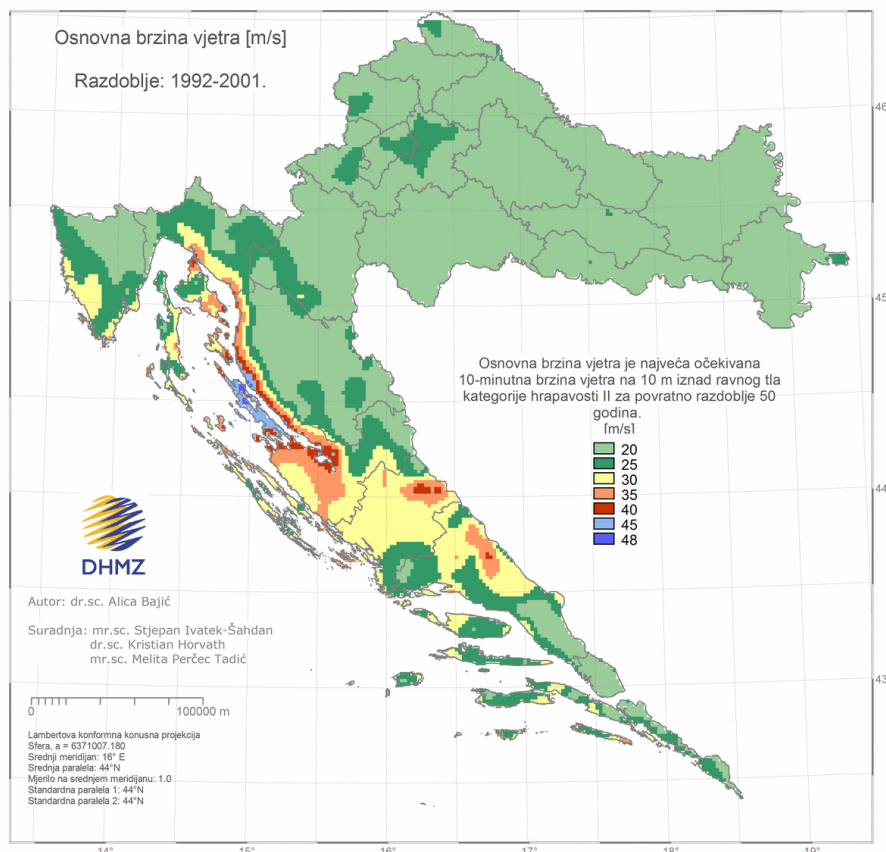 Osnovna brzina vjetra [m/s]
Razdoblje: 1992-2001.
46
45
Osnovna brzina vjetra je najveća očekivana
10-minutna brzina vjetra na 10 m iznad ravnog tla
kategorije hrapavosti II za povratno razdoblje 50
godina.
[m/s]
20
25
30
35
40
45
48
44
DHMZ
Autor: dr.sc. Alica Bajić
Suradnja: mr.sc. Stjepan Ivatek-Šahdan
dr.sc. Kristian Horvath
mr.sc. Melita Perčec Tadić
43
0 100000 m
Lambertova konformna konusna projekcija
Sfera, a = 6371007.180
Srednji meridijan: 16° E
Srednja paralela: 44°N
Mjerilo na srednjem meridijanu: 1.0
Standardna paralela 1: 44°N
Standardna paralela 2: 44°N
14° 15° 16° 17° 18° 19°